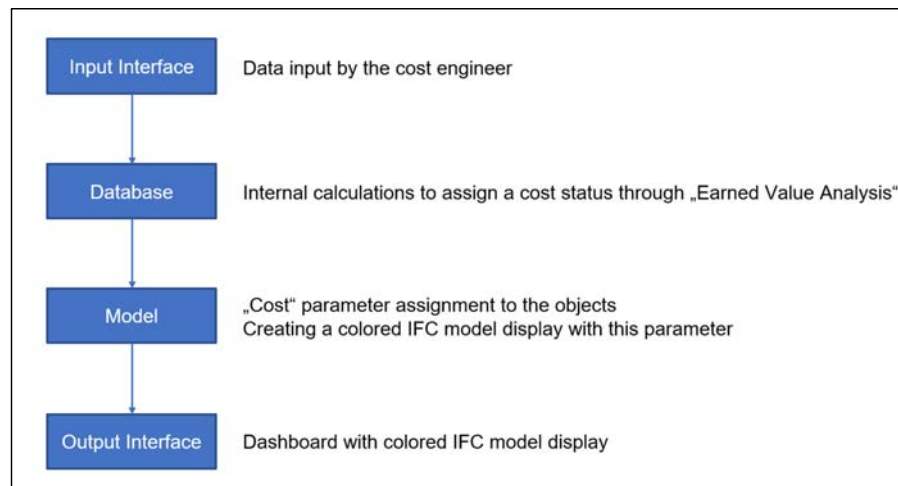 Input Interface
Data input by the cost engineer
Database
Internal calculations to assign a cost status through „Earned Value Analysis“
Model
„Cost“ parameter assignment to the objects
Creating a colored IFC model display with this parameter
Output Interface
Dashboard with colored IFC model display